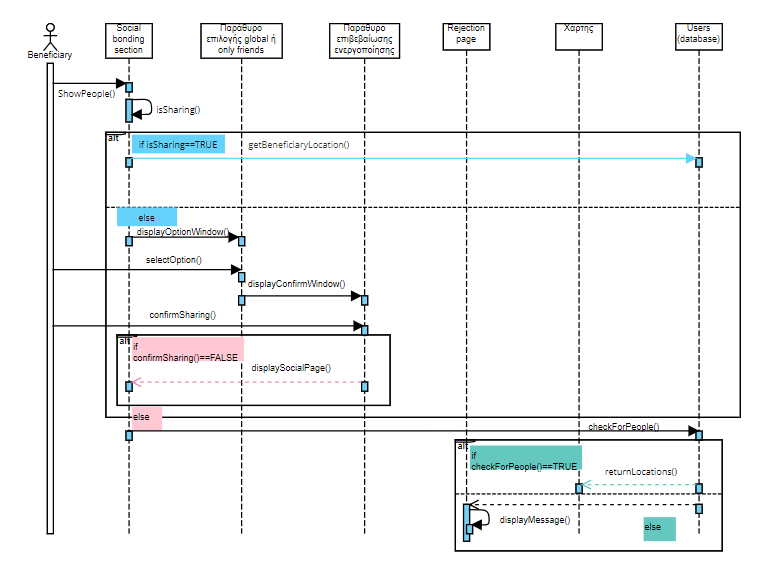 Beneficiary
Social
bonding
section
Παράθυρο
επιλογής global ή
only friends
Παράθυρο
επιβεβαίωσης
ενεργοποίησης
Rejection
page
Χάρτης
Users
(database)
ShowPeople()
isSharing()
alt
if isSharing==TRUE
getBeneficiaryLocation()
else
displayOptionWindow()
selectOption()
displayConfirmWindow()
confirmSharing()
alt
if
confirmSharing()==FALSE
displaySocialPage()
else
checkForPeople()
alt
if
checkForPeople()==TRUE
returnLocations()
displayMessage()
else